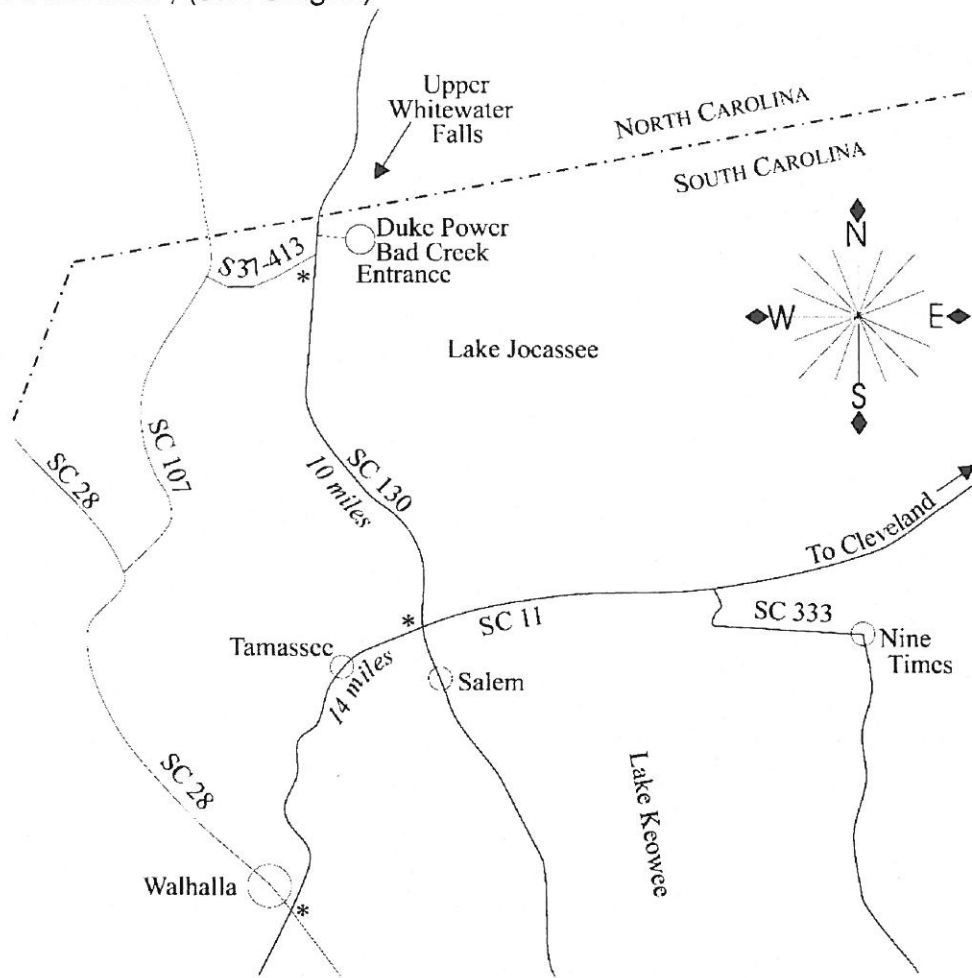 Upper
Whitewater
Falls
NORTH CAROLINA
SOUTH CAROLINA
Duke Power
Bad Creek
Entrance
S 37-413
*
N
W
E
S
Lake Jocassee
SC 107
SC 28
SC 130
10 miles
To Cleveland
SC 11
*
SC 333
Tamassee
14 miles
Salem
Nine
Times
SC 28
Lake Keowee
Walhalla
*